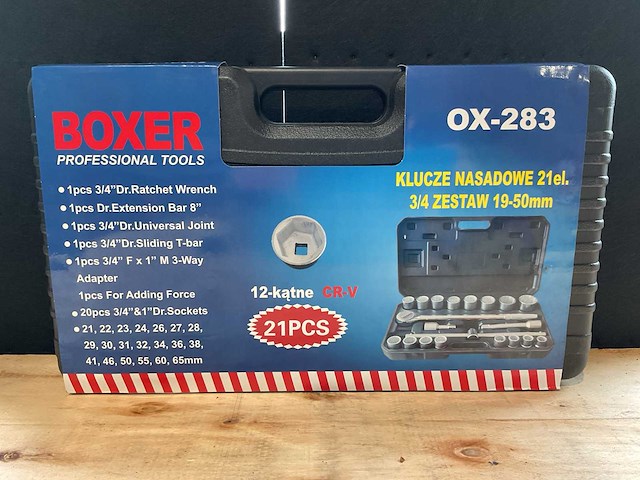 BOXER
PROFESSIONAL TOOLS
1pcs 3/4”Dr.Ratchet Wrench
1pcs Dr.Extension Bar 8”
1pcs 3/4”Dr.Universal Joint
1pcs 3/4”Dr.Sliding T-bar
1pcs 3/4” F x 1” M 3-Way
Adapter
1pcs For Adding Force
20pcs 3/4”&1”Dr.Sockets
21, 22, 23, 24, 26, 27, 28,
29, 30, 31, 32, 34, 36, 38,
41, 46, 50, 55, 60, 65mm
12-kątne CR-V
21PCS
OX-283
KLUCZE NASADOWE 21el.
3/4 ZESTAW 19-50mm